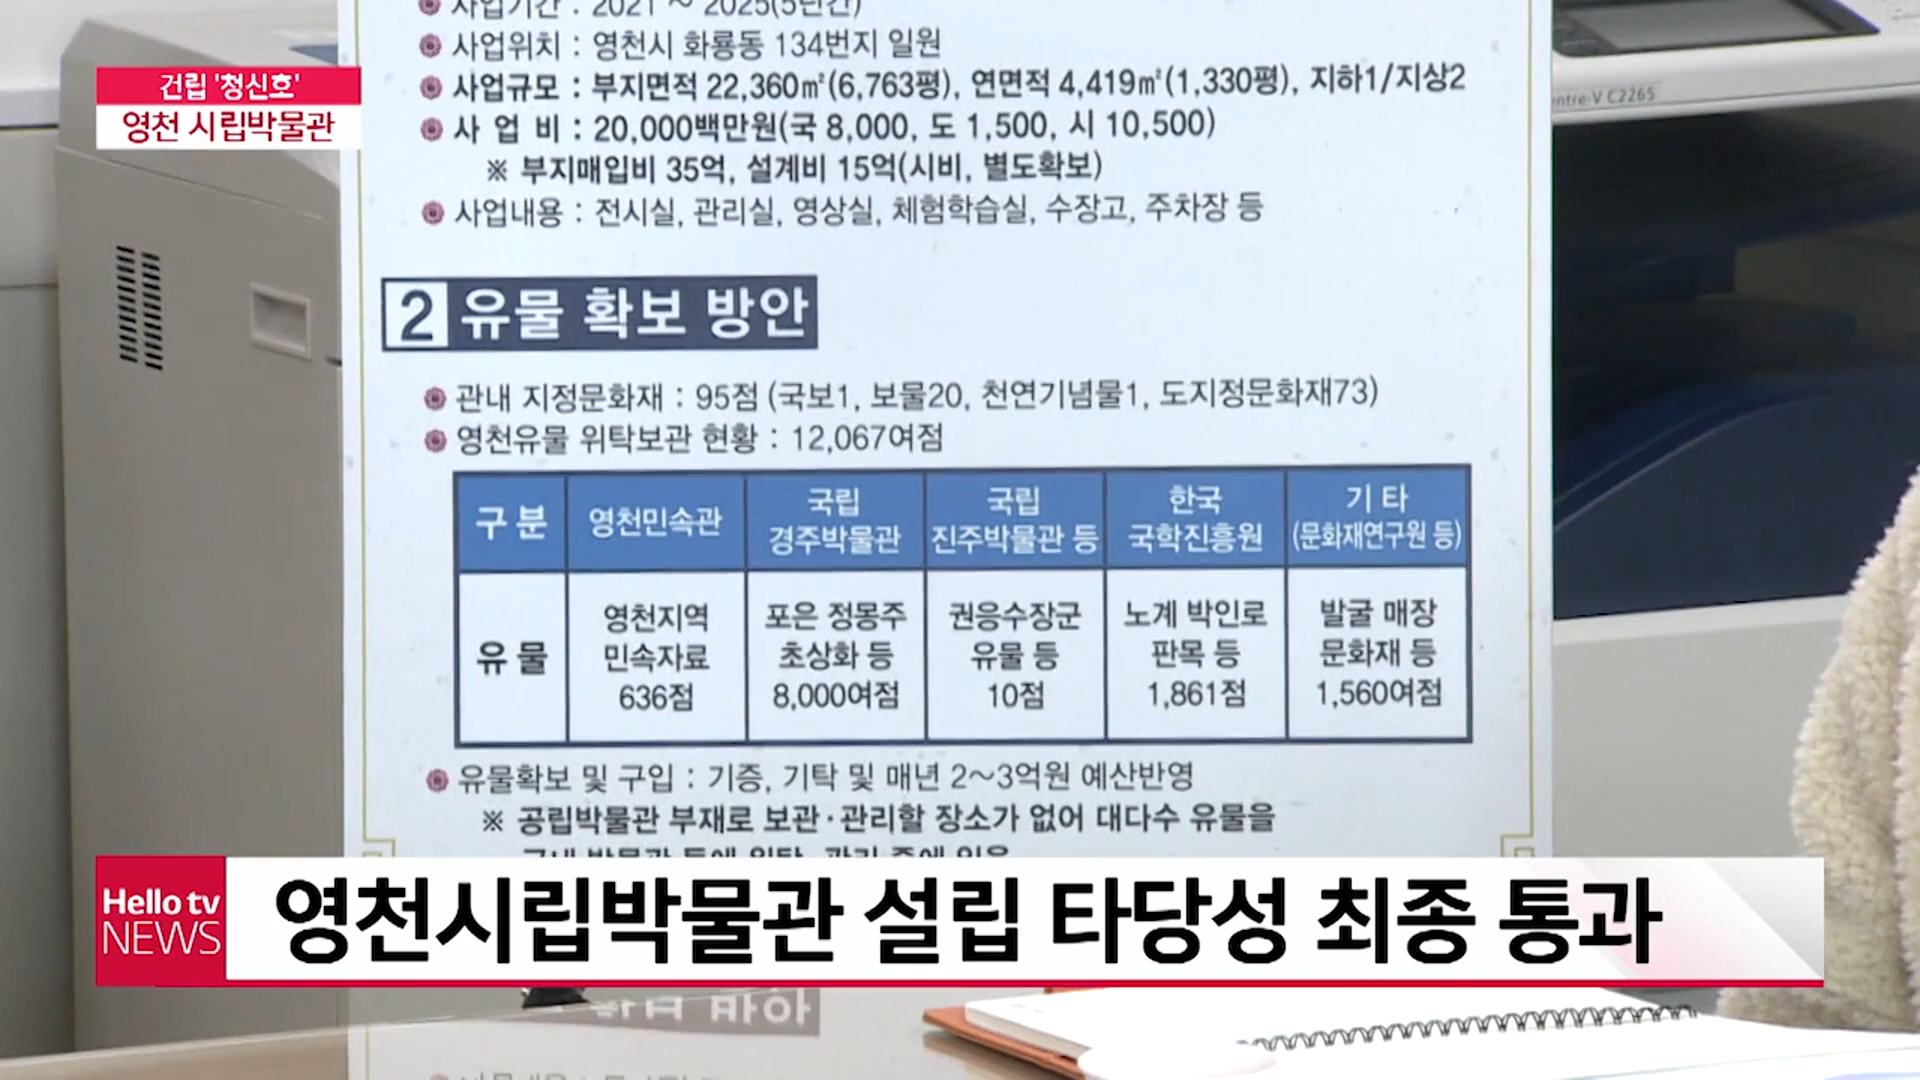 사업기간 : 2021 ~ 2025(5년간)
사업위치 : 영천시 화룡동 134번지 일원
사업규모 : 부지면적 22,360㎡(6,763평), 연면적 4,419㎡(1,330평), 지하1/지상2
사 업 비 : 20,000백만원(국 8,000, 도 1,500, 시 10,500)
※ 부지매입비 35억, 설계비 15억(시비, 별도확보)
사업내용 : 전시실, 관리실, 영상실, 체험학습실, 수장고, 주차장 등
건립 '청신호'
영천 시립박물관
C2265
2 유물 확보 방안
관내 지정문화재 : 95점 (국보1, 보물20, 천연기념물1, 도지정문화재73)
영천유물 위탁보관 현황 : 12,067여점
구 분
영천민속관
국립
경주박물관
국립
진주박물관 등
한국
국학진흥원
기 타
(문화재연구원 등)
유 물
영천지역
민속자료
636점
포은 정몽주
초상화 등
8,000여점
권응수장군
유물 등
10점
노계 박인로
판목 등
1,861점
발굴 매장
문화재 등
1,560여점
유물확보 및 구입 : 기증, 기탁 및 매년 2~3억원 예산반영
※ 공립박물관 부재로 보관·관리할 장소가 없어 대다수 유물을
Hello tv
NEWS
영천시립박물관 설립 타당성 최종 통과